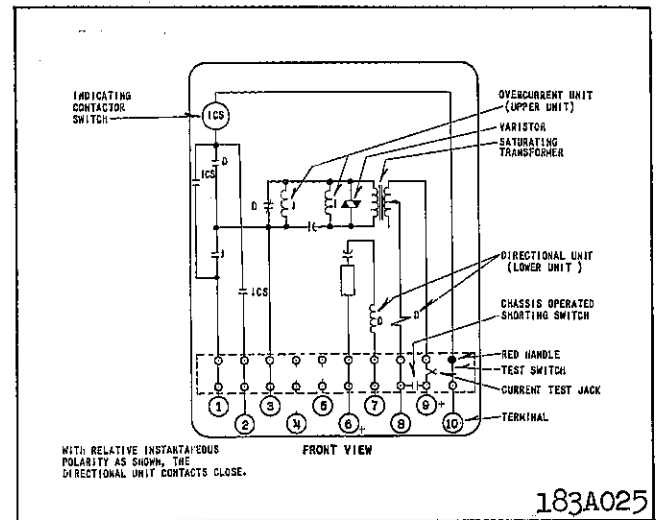 INDICATING
CONTACTOR
SWITCH
ICS
OVERCURRENT UNIT
(UPPER UNIT)
VARISTOR
SATURATING
TRANSFORMER
D
ICS
D
I
I
I
ICS
D
D
DIRECTIONAL UNIT
(LOWER UNIT)
CHASSIS OPERATED
SHORTING SWITCH
RED HANDLE
TEST SWITCH
CURRENT TEST JACK
TERMINAL
1
2
3
4
5
6
+
7
8
9
+
10
FRONT VIEW
WITH RELATIVE INSTANTANEOUS
POLARITY AS SHOWN, THE
DIRECTIONAL UNIT CONTACTS CLOSE.
183A025